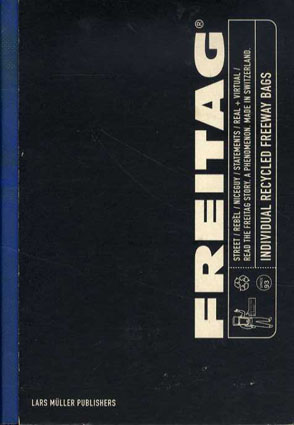 FREITAG®
STREET / REBEL / NICEGUY / STATEMENTS / REAL + VIRTUAL /
READ THE FREITAG STORY. A PHENOMENON. MADE IN SWITZERLAND.
INDIVIDUAL RECYCLED FREEWAY BAGS
LARS MÜLLER PUBLISHERS